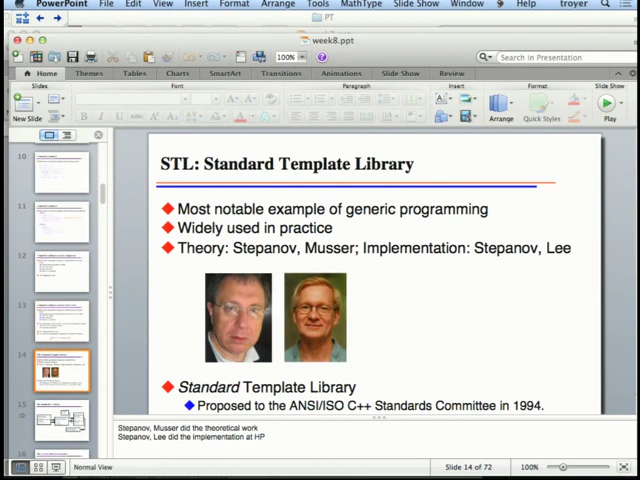 PowerPoint File Edit View Insert Format Arrange Tools MathType Slide Show Window Help troyer
PT
week8.ppt
100%
Search in Presentation
Home Themes Tables Charts SmartArt Transitions Animations Slide Show Review
Slides Font Paragraph Insert Format Slide Show
New Slide
B I U
Arrange Quick Styles Play
10
11
12
13
14
15
16
STL: Standard Template Library
Most notable example of generic programming
Widely used in practice
Theory: Stepanov, Musser; Implementation: Stepanov, Lee
Standard Template Library
Proposed to the ANSI/ISO C++ Standards Committee in 1994.
Stepanov, Musser did the theoretical work
Stepanov, Lee did the implementation at HP
Normal View Slide 14 of 72 100%